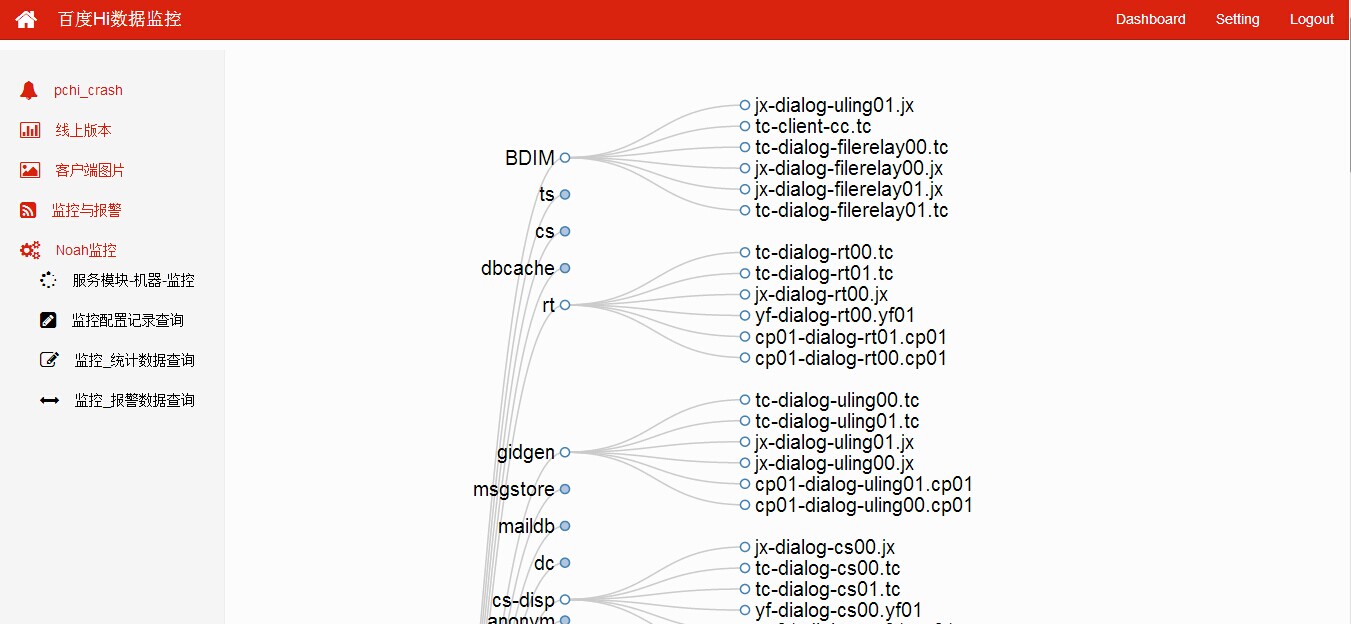 百度Hi数据监控
Dashboard
Setting
Logout
pchi_crash
线上版本
客户端图片
监控与报警
Noah监控
服务模块-机器-监控
监控配置记录查询
监控_统计数据查询
监控_报警数据查询
BDIM
jx-dialog-uling01.jx
tc-client-cc.tc
tc-dialog-filerelay00.tc
jx-dialog-filerelay00.jx
jx-dialog-filerelay01.jx
tc-dialog-filerelay01.tc
ts
cs
dbcache
rt
tc-dialog-rt00.tc
tc-dialog-rt01.tc
jx-dialog-rt00.jx
yf-dialog-rt00.yf01
cp01-dialog-rt01.cp01
cp01-dialog-rt00.cp01
gidgen
tc-dialog-uling00.tc
tc-dialog-uling01.tc
jx-dialog-uling01.jx
jx-dialog-uling00.jx
cp01-dialog-uling01.cp01
cp01-dialog-uling00.cp01
msgstore
maildb
dc
cs-disp
jx-dialog-cs00.jx
tc-dialog-cs00.tc
tc-dialog-cs01.tc
yf-dialog-cs00.yf01
anonym